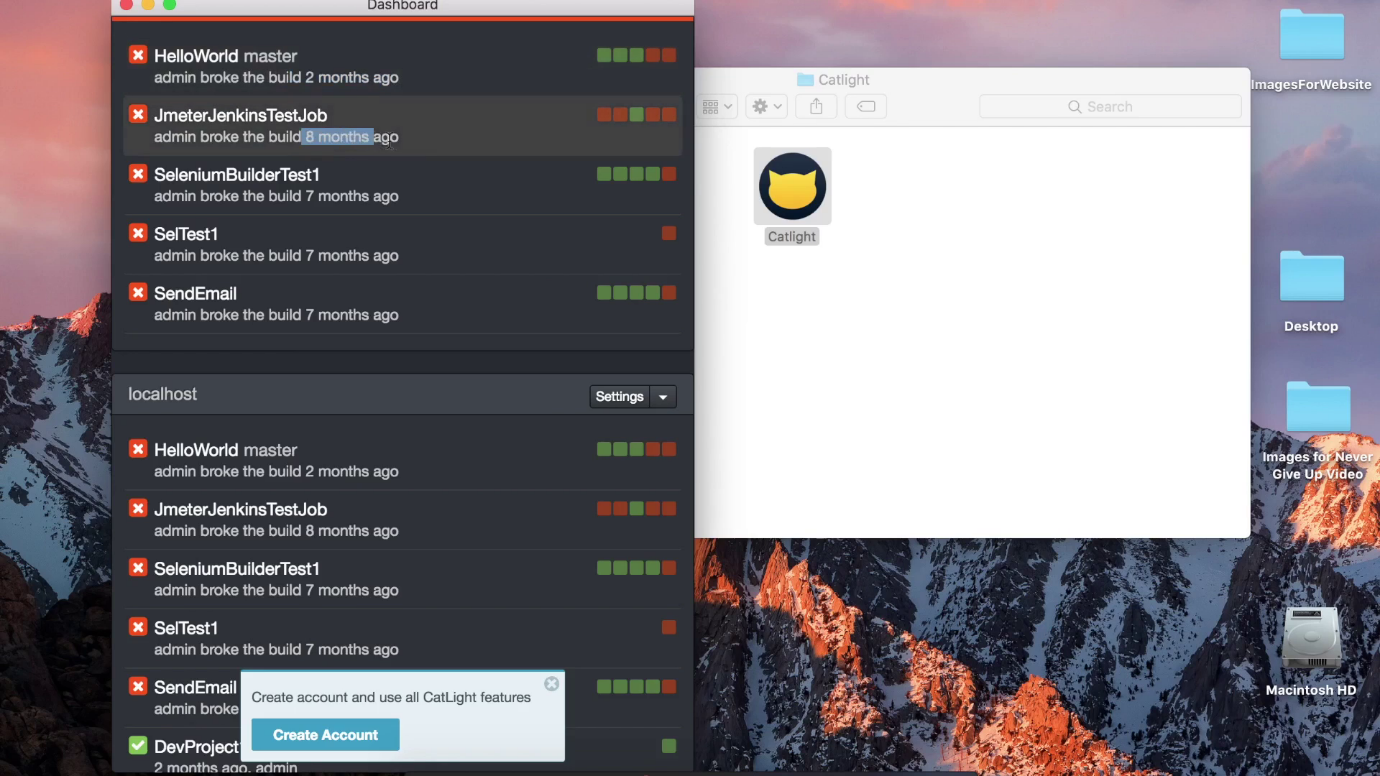 Dashboard
HelloWorld master
admin broke the build 2 months ago
JmeterJenkinsTestJob
admin broke the build 8 months ago
SeleniumBuilderTest1
admin broke the build 7 months ago
SelTest1
admin broke the build 7 months ago
SendEmail
admin broke the build 7 months ago
localhost
Settings
HelloWorld master
admin broke the build 2 months ago
JmeterJenkinsTestJob
admin broke the build 8 months ago
SeleniumBuilderTest1
admin broke the build 7 months ago
SelTest1
admin broke the build 7 months ago
SendEmail
admin broke
DevProject
2 months ago, admin
Create account and use all CatLight features
Create Account
Catlight
Search
Catlight
ImagesForWebsite
Desktop
Images for Never
Give Up Video
Macintosh HD